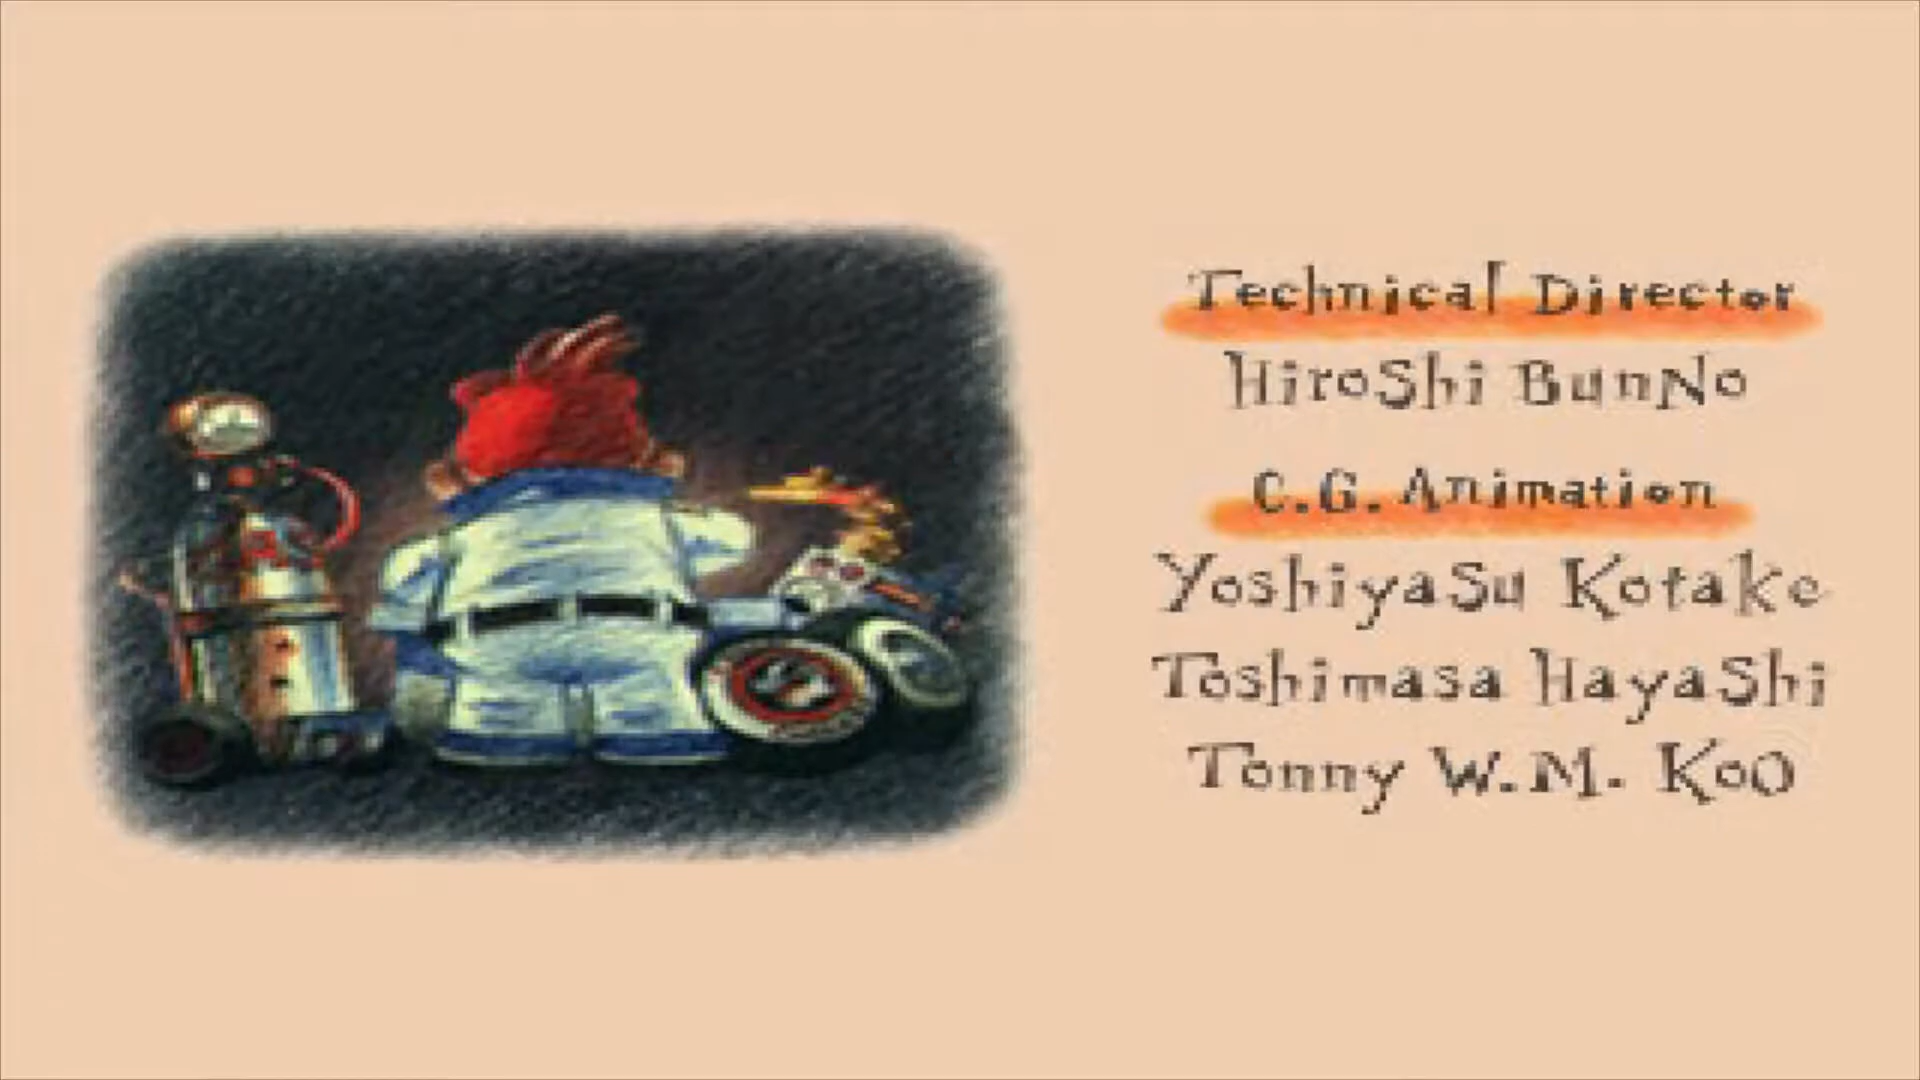 Technical Director
HiroShi BunNo
C.G. Animation
YoshiyaSu Kotake
Toshimasa HayaShi
Tonny W.M. KoO